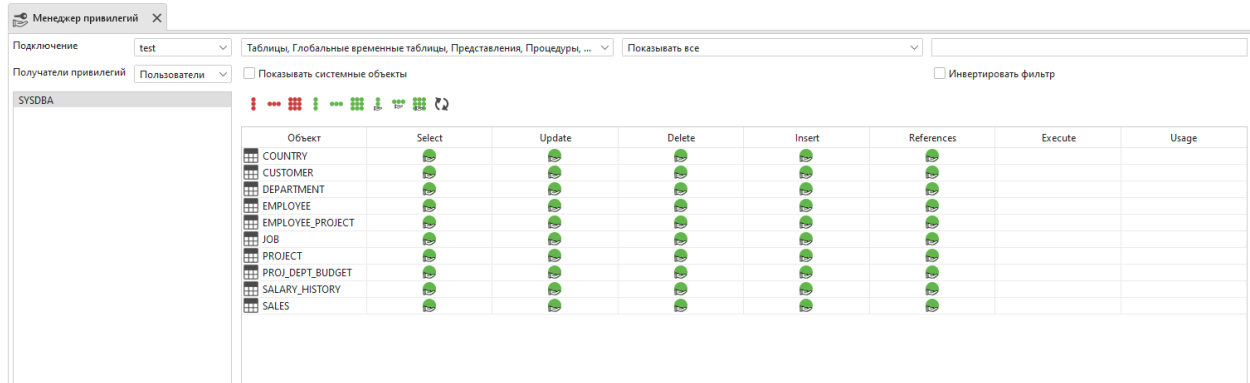 Менеджер привилегий
Подключение test Таблицы, Глобальные временные таблицы, Представления, Процедуры, ... Показывать все
Получатели привилегий Пользователи Показывать системные объекты Инвертировать фильтр
SYSDBA
Объект Select Update Delete Insert References Execute Usage
COUNTRY
CUSTOMER
DEPARTMENT
EMPLOYEE
EMPLOYEE_PROJECT
JOB
PROJECT
PROJ_DEPT_BUDGET
SALARY_HISTORY
SALES